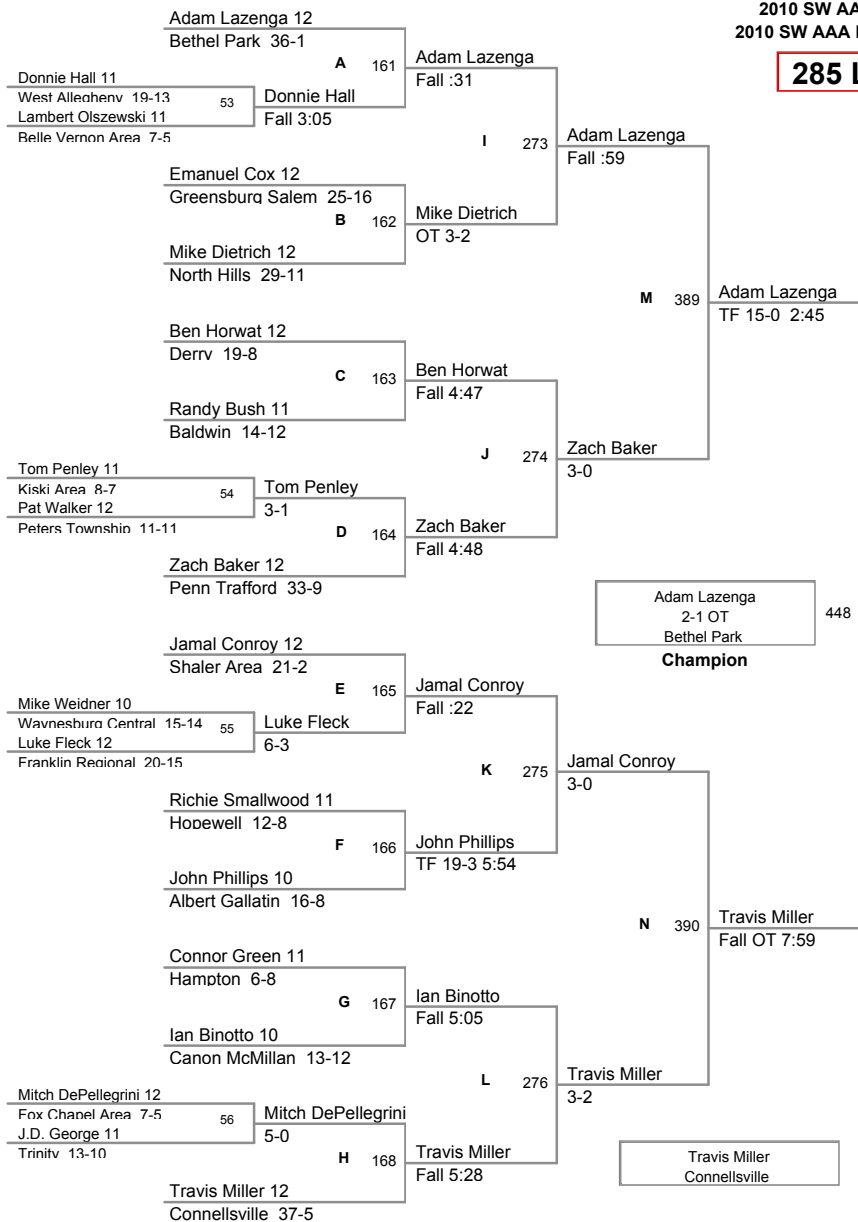 2010 SW AA
2010 SW AAA
285
Adam Lazenga 12
Bethel Park 36-1
A 161
Adam Lazenga
Fall :31
Donnie Hall 11
West Allegheny 19-13
53
Lambert Olszewski 11
Belle Vernon Area 7-5
Donnie Hall
Fall 3:05
I 273
Adam Lazenga
Fall :59
Emanuel Cox 12
Greensburg Salem 25-16
B 162
Mike Dietrich
OT 3-2
Mike Dietrich 12
North Hills 29-11
M 389
Adam Lazenga
TF 15-0 2:45
Ben Horwat 12
Derry 19-8
C 163
Ben Horwat
Fall 4:47
Randy Bush 11
Baldwin 14-12
J 274
Zach Baker
3-0
Tom Penley 11
Kiski Area 8-7
54
Pat Walker 12
Peters Township 11-11
Tom Penley
3-1
D 164
Zach Baker
Fall 4:48
Zach Baker 12
Penn Trafford 33-9
Adam Lazenga
2-1 OT
Bethel Park
448
Champion
Jamal Conroy 12
Shaler Area 21-2
E 165
Jamal Conroy
Fall :22
Mike Weidner 10
Waynesburg Central 15-14
55
Luke Fleck 12
Franklin Regional 20-15
Luke Fleck
6-3
K 275
Jamal Conroy
3-0
Richie Smallwood 11
Hopewell 12-8
F 166
John Phillips
TF 19-3 5:54
John Phillips 10
Albert Gallatin 16-8
N 390
Travis Miller
Fall OT 7:59
Connor Green 11
Hampton 6-8
G 167
Ian Binotto
Fall 5:05
Ian Binotto 10
Canon McMillan 13-12
L 276
Travis Miller
3-2
Mitch DePellegrini 12
Fox Chapel Area 7-5
56
J.D. George 11
Trinity 13-10
Mitch DePellegrini
5-0
H 168
Travis Miller
Fall 5:28
Travis Miller 12
Connellsville 37-5
Travis Miller
Connellsville